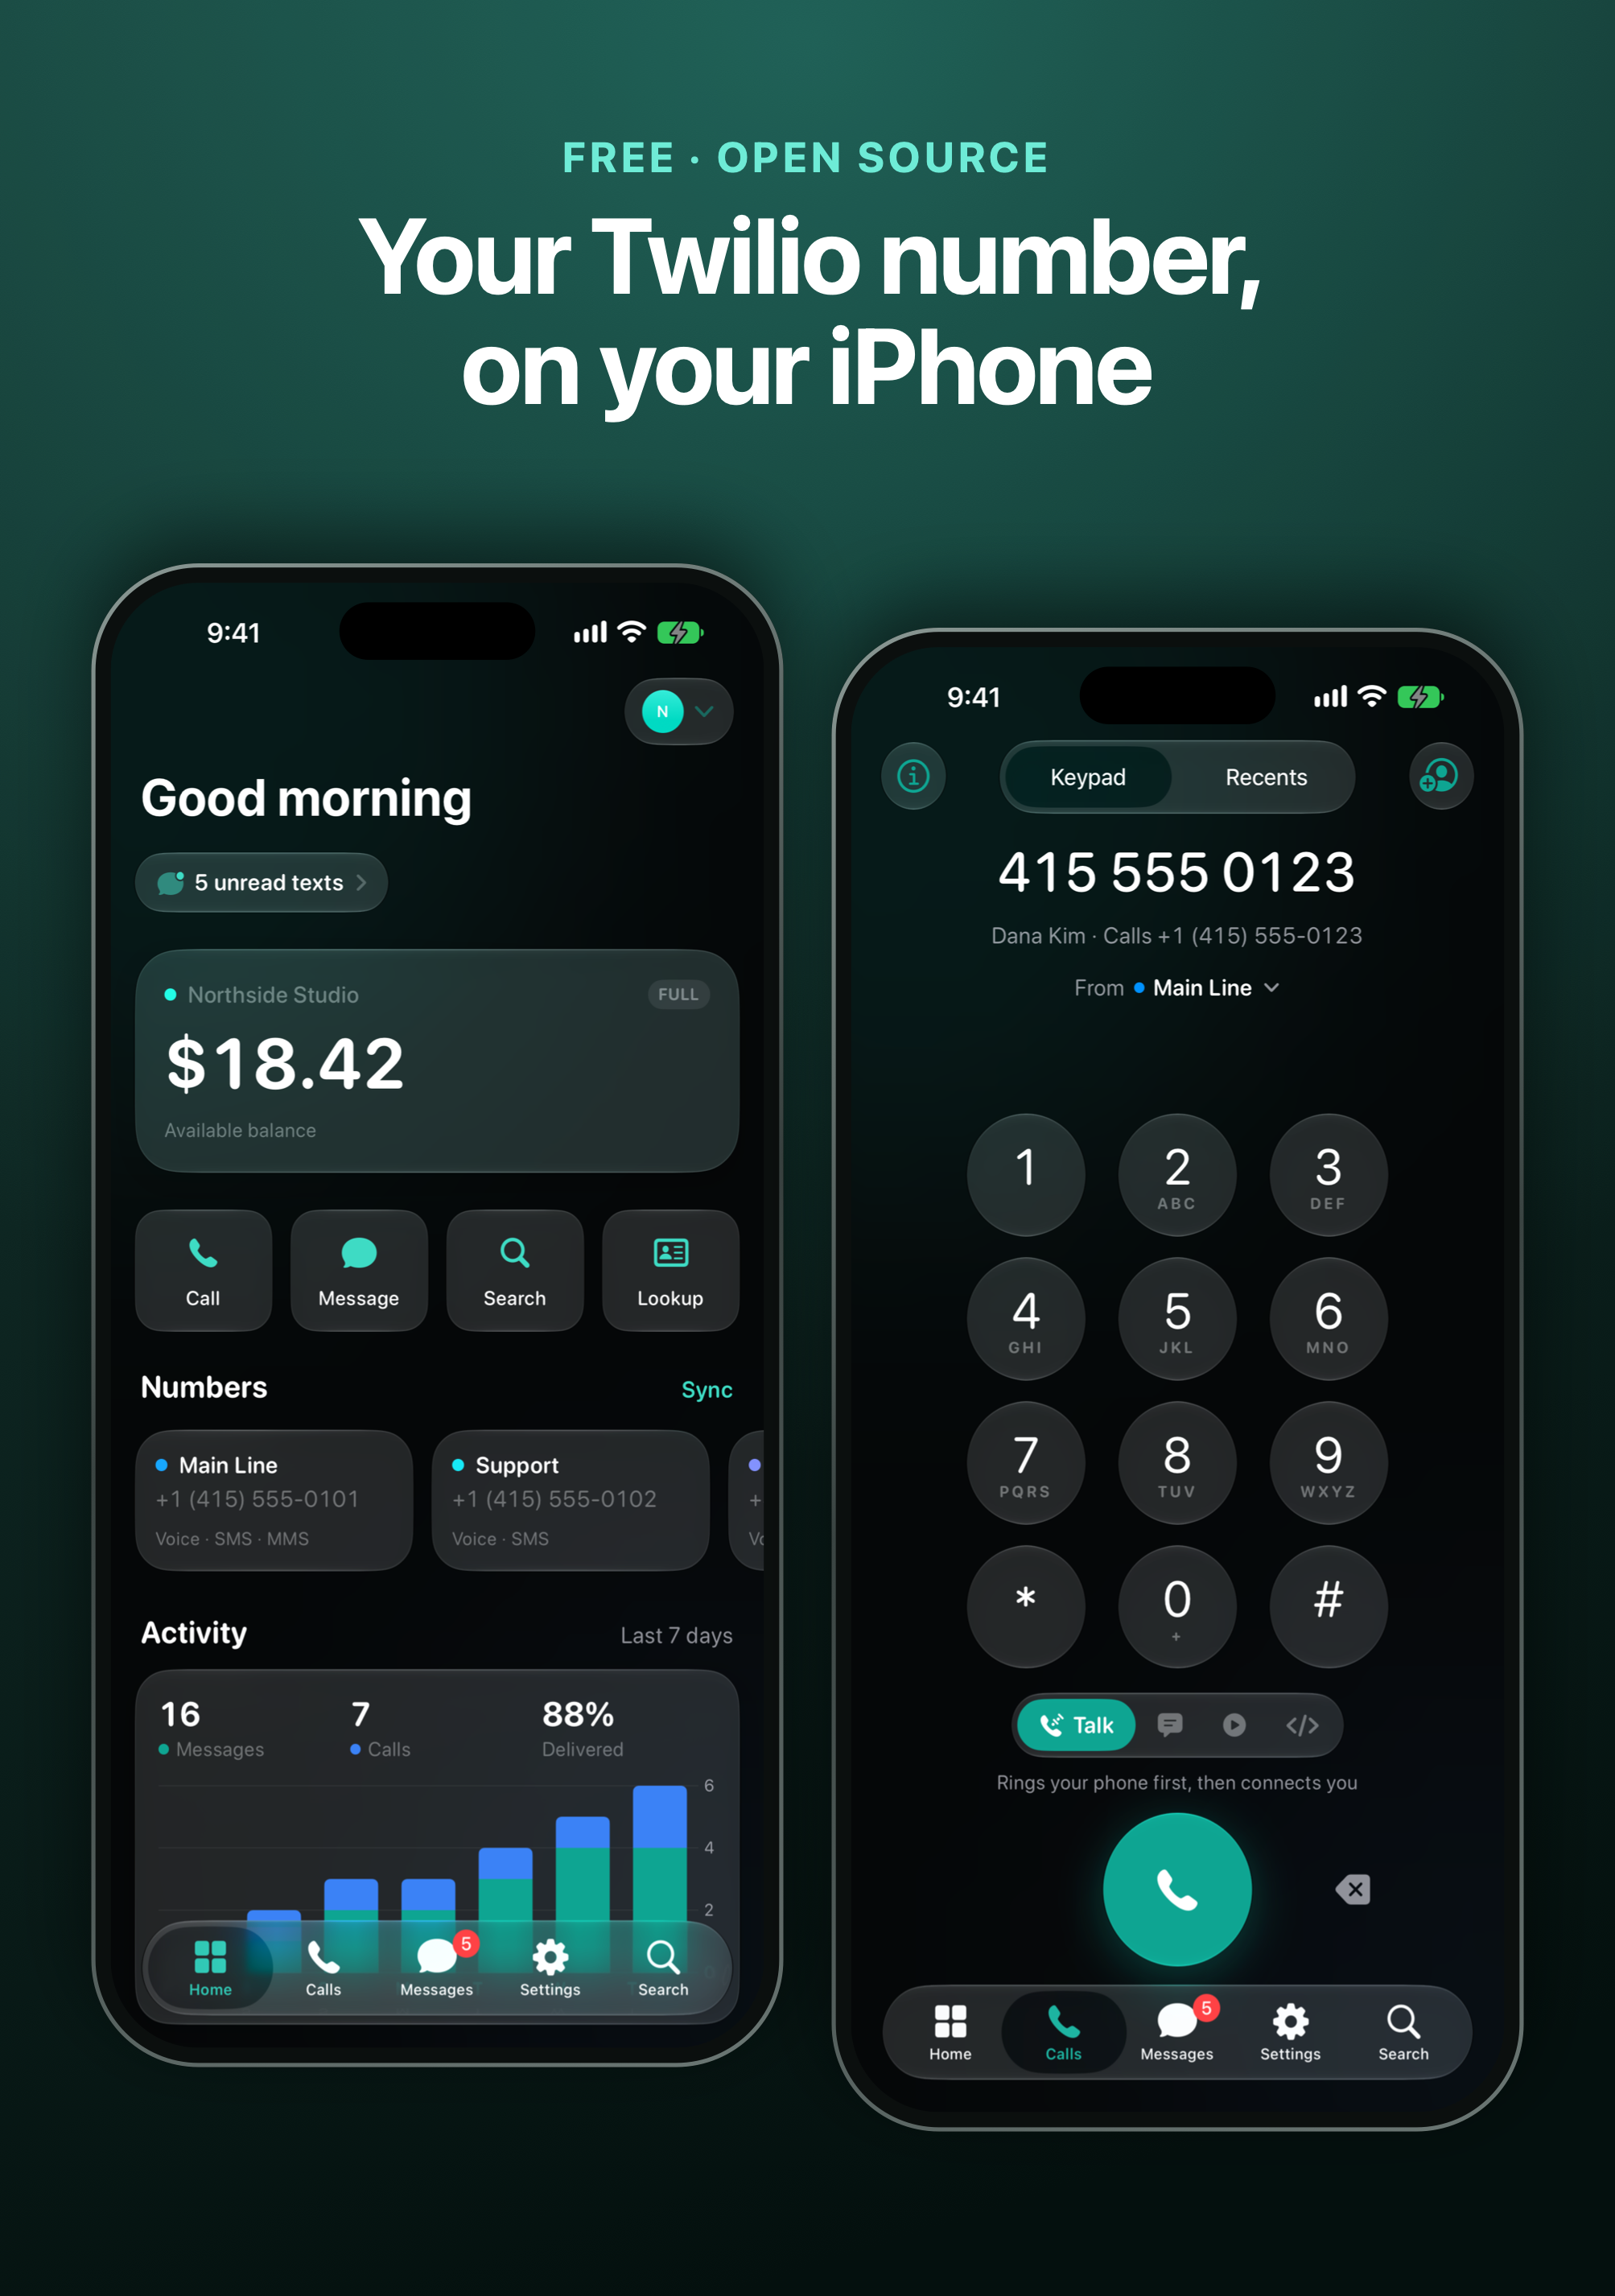 FREE · OPEN SOURCE
Your Twilio number,
on your iPhone
9:41
N
Good morning
5 unread texts
Northside Studio
FULL
$18.42
Available balance
Call
Message
Search
Lookup
Numbers
Sync
Main Line
+1 (415) 555-0101
Voice · SMS · MMS
Support
+1 (415) 555-0102
Voice · SMS
+
Activity
Last 7 days
16
Messages
7
Calls
88%
Delivered
6
4
2
Home
Calls
5
Messages
Settings
Search
9:41
Keypad
Recents
415 555 0123
Dana Kim · Calls +1 (415) 555-0123
From
Main Line
1
2
ABC
3
DEF
4
GHI
5
JKL
6
MNO
7
PQRS
8
TUV
9
WXYZ
*
0
+
#
Talk
Rings your phone first, then connects you
Home
Calls
5
Messages
Settings
Search